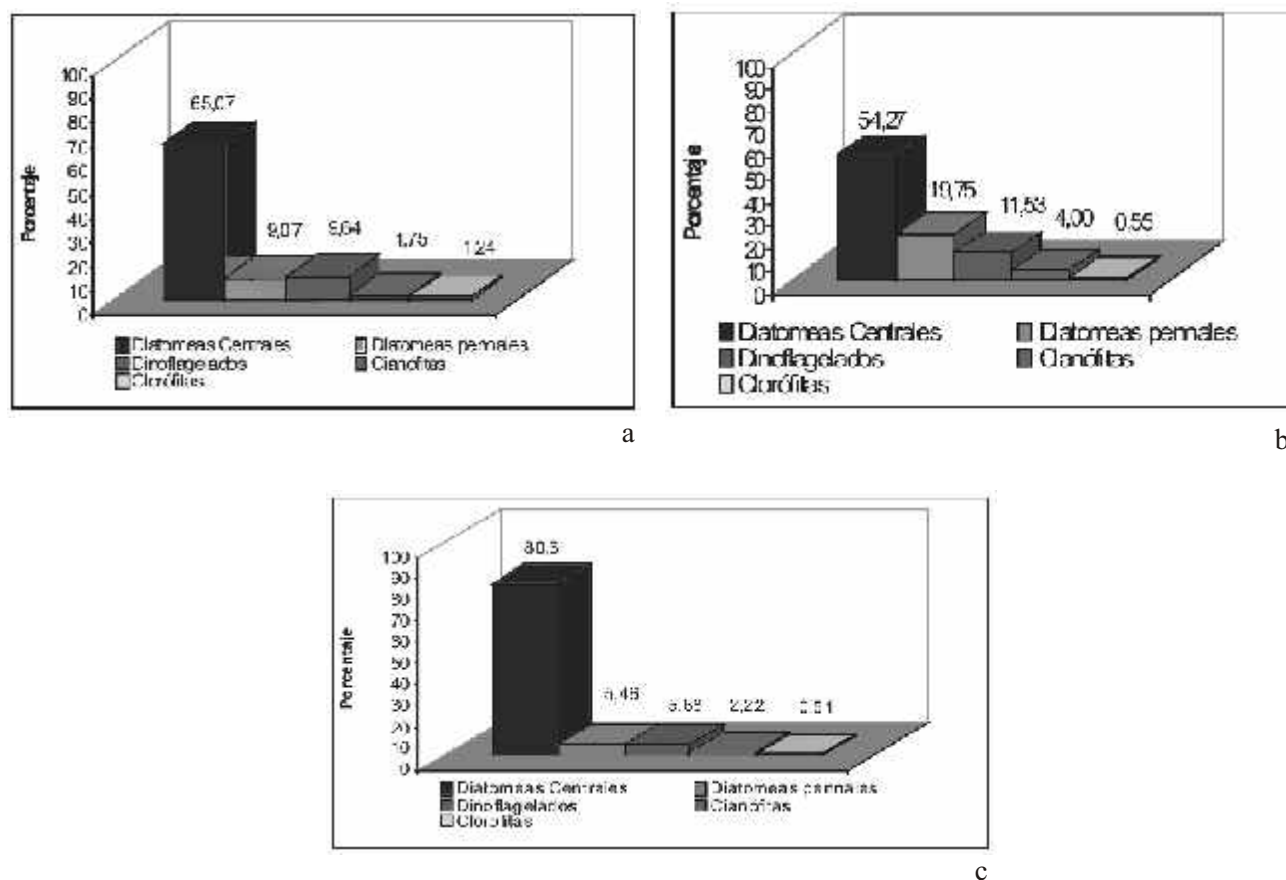 100
90
80
70
60
50
40
30
20
10
0
Porcentaje
65,07
9,07 9,64 1,75 1,24
Diatomeas Centrales Diatomeas pennales
Dinoflagelados Cianófitas
Clorófitas
a
100
90
80
70
60
50
40
30
20
10
0
Porcentaje
54,27
19,75
11,53
4,00 0,55
Diatomeas Centrales Diatomeas pennales
Dinoflagelados Cianófitas
Clorófitas
b
100
90
80
70
60
50
40
30
20
10
0
Porcentaje
5,46
2,22
Diatomeas Centrales Diatomeas pennales
Dinoflagelados Cianófitas
Clorofitas
c